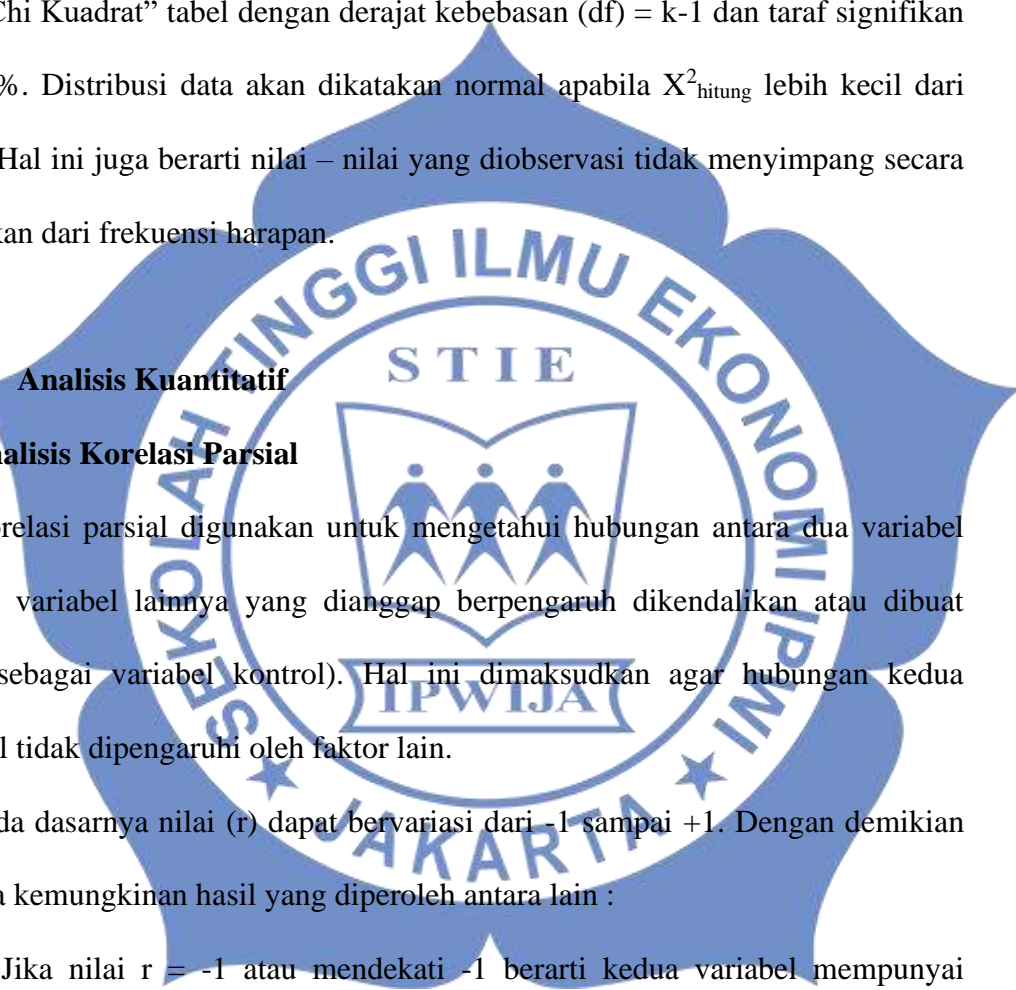 Chi Kuadrat” tabel dengan derajat kebebasan (df) = k-1 dan taraf signifikan
%. Distribusi data akan dikatakan normal apabila X²hitung lebih kecil dari
Hal ini juga berarti nilai – nilai yang diobservasi tidak menyimpang secara
kan dari frekuensi harapan.
SEKOLAH TINGGI ILMU EKONOMI IPWI
STIE
Analisis Kuantitatif
nalisis Korelasi Parsial
orelasi parsial digunakan untuk mengetahui hubungan antara dua variabel
variabel lainnya yang dianggap berpengaruh dikendalikan atau dibuat
sebagai variabel kontrol). Hal ini dimaksudkan agar hubungan kedua
IPWIJA
l tidak dipengaruhi oleh faktor lain.
da dasarnya nilai (r) dapat bervariasi dari -1 sampai +1. Dengan demikian
JAKARTA
a kemungkinan hasil yang diperoleh antara lain :
Jika nilai r = -1 atau mendekati -1 berarti kedua variabel mempunyai